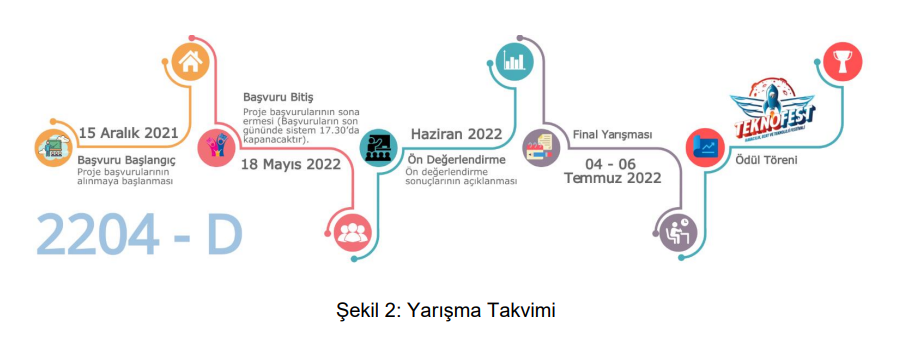 15 Aralık 2021
Başvuru Başlangıç
Proje başvurularının
alınmaya başlanması
Başvuru Bitiş
Proje başvurularının sona
ermesi (Başvuruların son
gününde sistem 17.30’da
kapanacaktır).
18 Mayıs 2022
Haziran 2022
Ön Değerlendirme
Ön değerlendirme
sonuçlarının açıklanması
Final Yarışması
04 - 06
Temmuz 2022
TEKNOFEST
Ödül Töreni
2204 - D
Şekil 2: Yarışma Takvimi